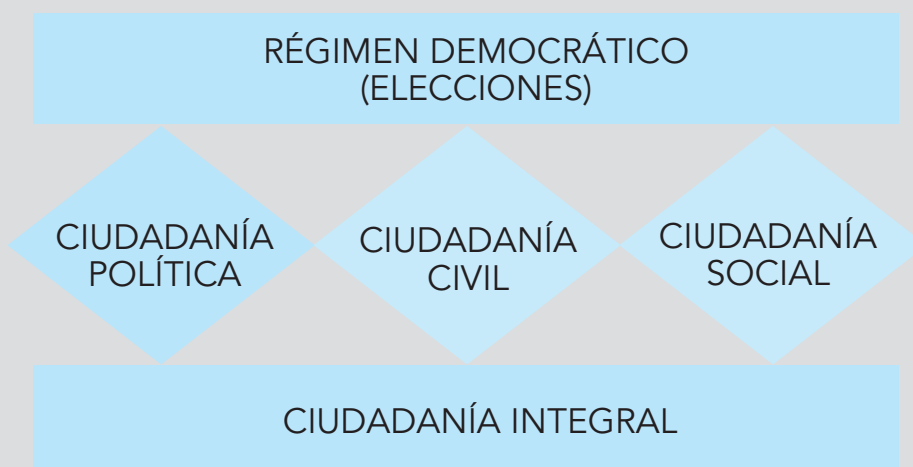 RÉGIMEN DEMOCRÁTICO
(ELECCIONES)
CIUDADANÍA
POLÍTICA
CIUDADANÍA
CIVIL
CIUDADANÍA
SOCIAL
CIUDADANÍA INTEGRAL